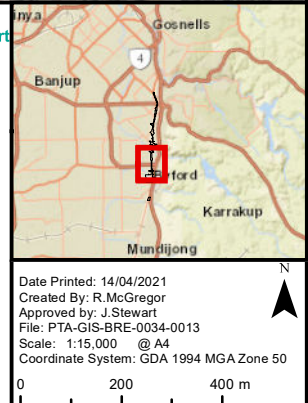 inya
Gosnells
rt
4
Banjup
Byford
Karrakup
Mundijong
N
Date Printed: 14/04/2021
Created By: R.McGregor
Approved by: J.Stewart
File: PTA-GIS-BRE-0034-0013
Scale: 1:15,000 @ A4
Coordinate System: GDA 1994 MGA Zone 50
0 200 400 m